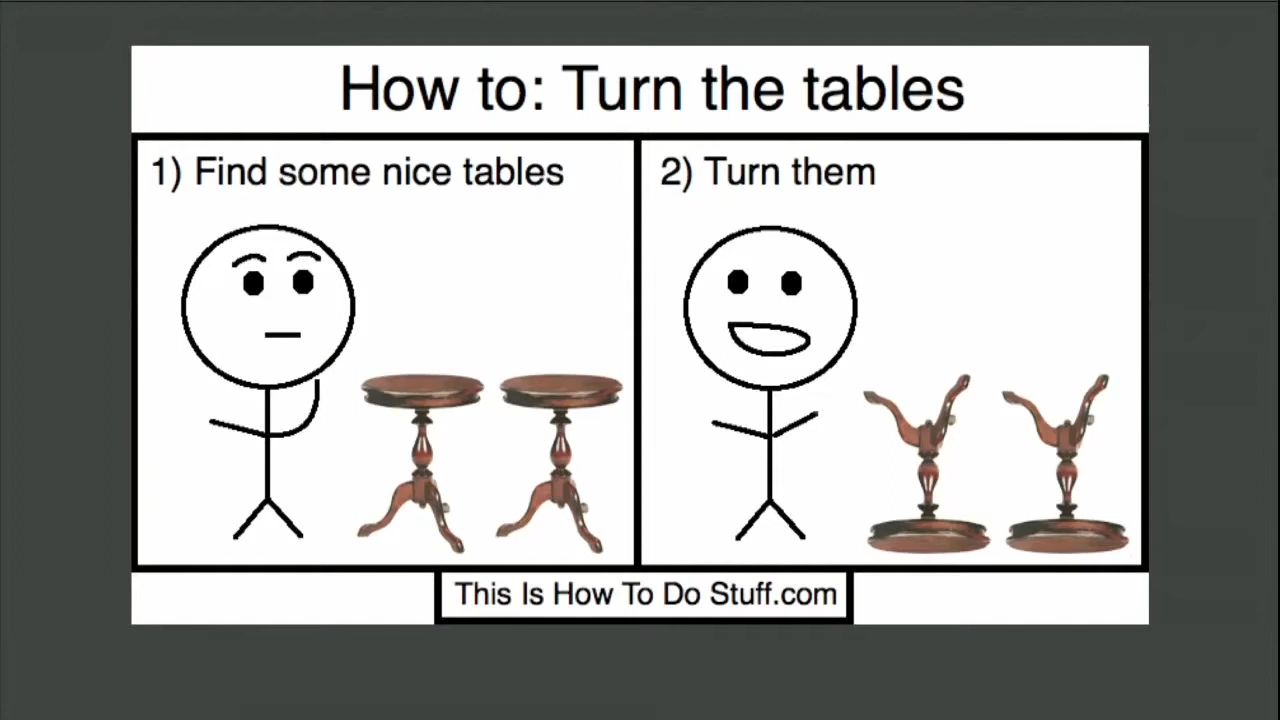 How to: Turn the tables
1) Find some nice tables
2) Turn them
This Is How To Do Stuff.com